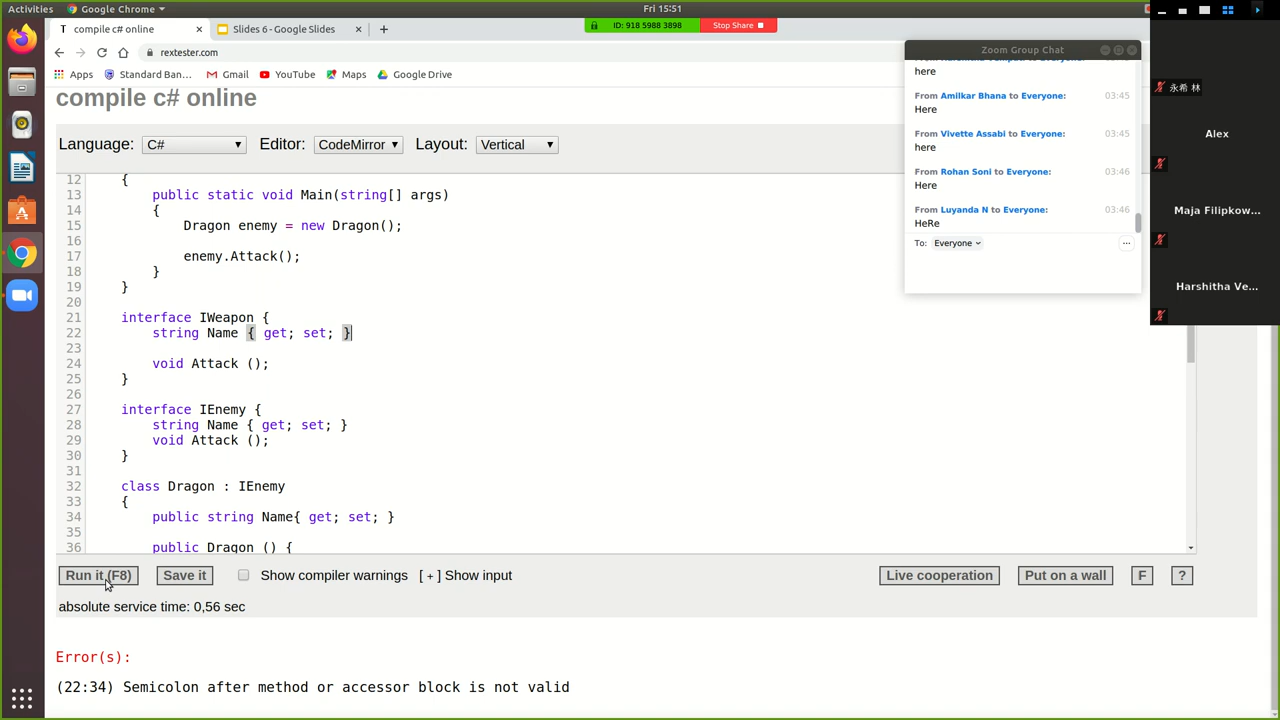 Activities
Google Chrome
Fri 15:51
compile c# online
Slides 6 - Google Slides
ID: 918 5988 3898
Stop Share
rextester.com
Apps
Standard Ban...
Gmail
YouTube
Maps
Google Drive
Zoom Group Chat
here
From Amilkar Bhana to Everyone: 03:45
Here
From Vivette Assabi to Everyone: 03:45
here
From Rohan Soni to Everyone: 03:46
Here
From Luyanda N to Everyone: 03:46
HeRe
To: Everyone
永希 林
Alex
Maja Filipkow...
Harshitha Ve...
compile c# online
Language: C# Editor: CodeMirror Layout: Vertical
12 {
13 public static void Main(string[] args)
14 {
15 Dragon enemy = new Dragon();
16
17 enemy.Attack();
18 }
19 }
20
21 interface IWeapon {
22 string Name { get; set; }
23
24 void Attack ();
25 }
26
27 interface IEnemy {
28 string Name { get; set; }
29 void Attack ();
30 }
31
32 class Dragon : IEnemy
33 {
34 public string Name{ get; set; }
35
36 public Dragon () {
Run it (F8)
Save it
Show compiler warnings
[ + ] Show input
Live cooperation
Put on a wall
F
?
absolute service time: 0,56 sec
Error(s):
(22:34) Semicolon after method or accessor block is not valid